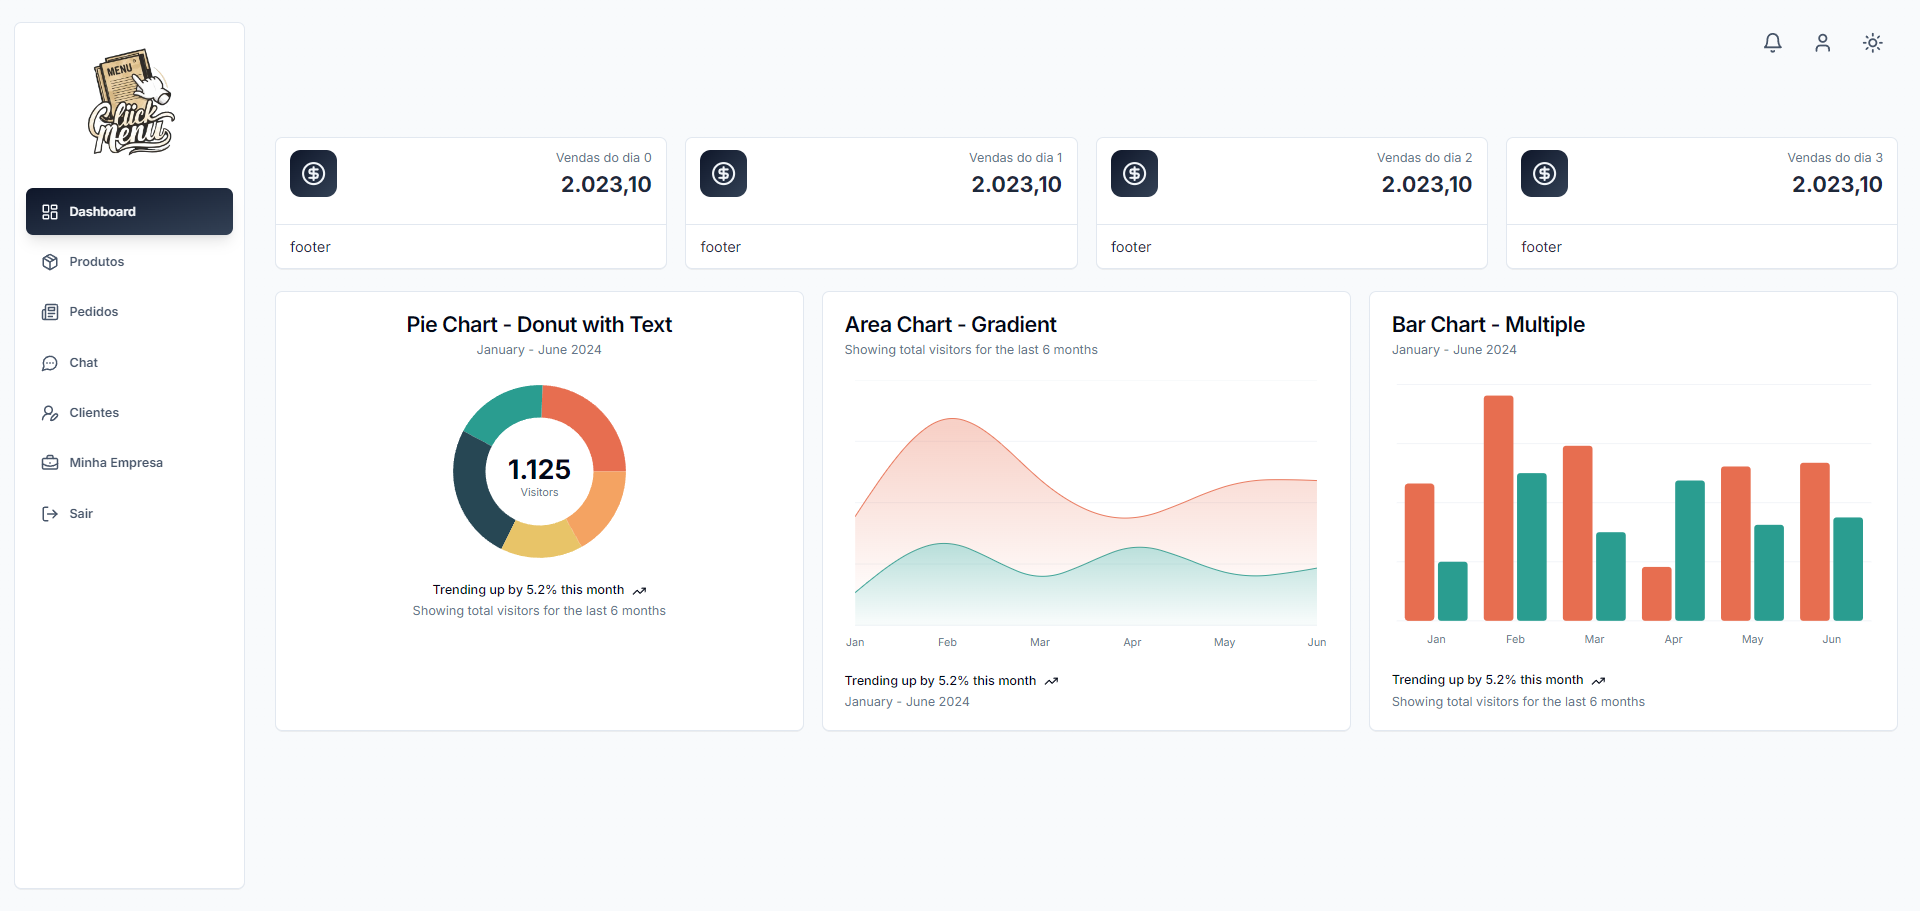 MENU
Cliick
Menu
Dashboard
Produtos
Pedidos
Chat
Clientes
Minha Empresa
Sair
Vendas do dia 0
2.023,10
footer
Vendas do dia 1
2.023,10
footer
Vendas do dia 2
2.023,10
footer
Vendas do dia 3
2.023,10
footer
Pie Chart - Donut with Text
January - June 2024
1.125
Visitors
Trending up by 5.2% this month
Showing total visitors for the last 6 months
Area Chart - Gradient
Showing total visitors for the last 6 months
Jan Feb Mar Apr May Jun
Trending up by 5.2% this month
January - June 2024
Bar Chart - Multiple
January - June 2024
Jan Feb Mar Apr May Jun
Trending up by 5.2% this month
Showing total visitors for the last 6 months